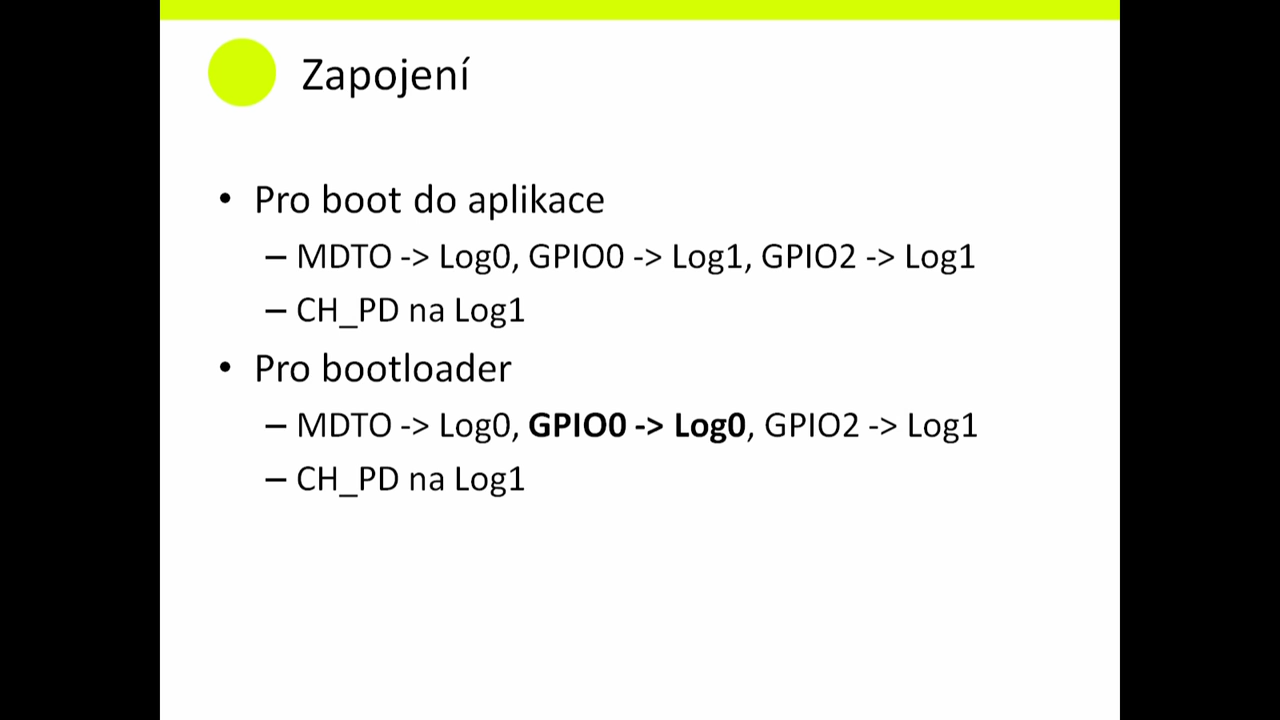 Zapojení
• Pro boot do aplikace
– MDTO -> Log0, GPIO0 -> Log1, GPIO2 -> Log1
– CH_PD na Log1
• Pro bootloader
– MDTO -> Log0, GPIO0 -> Log0, GPIO2 -> Log1
– CH_PD na Log1